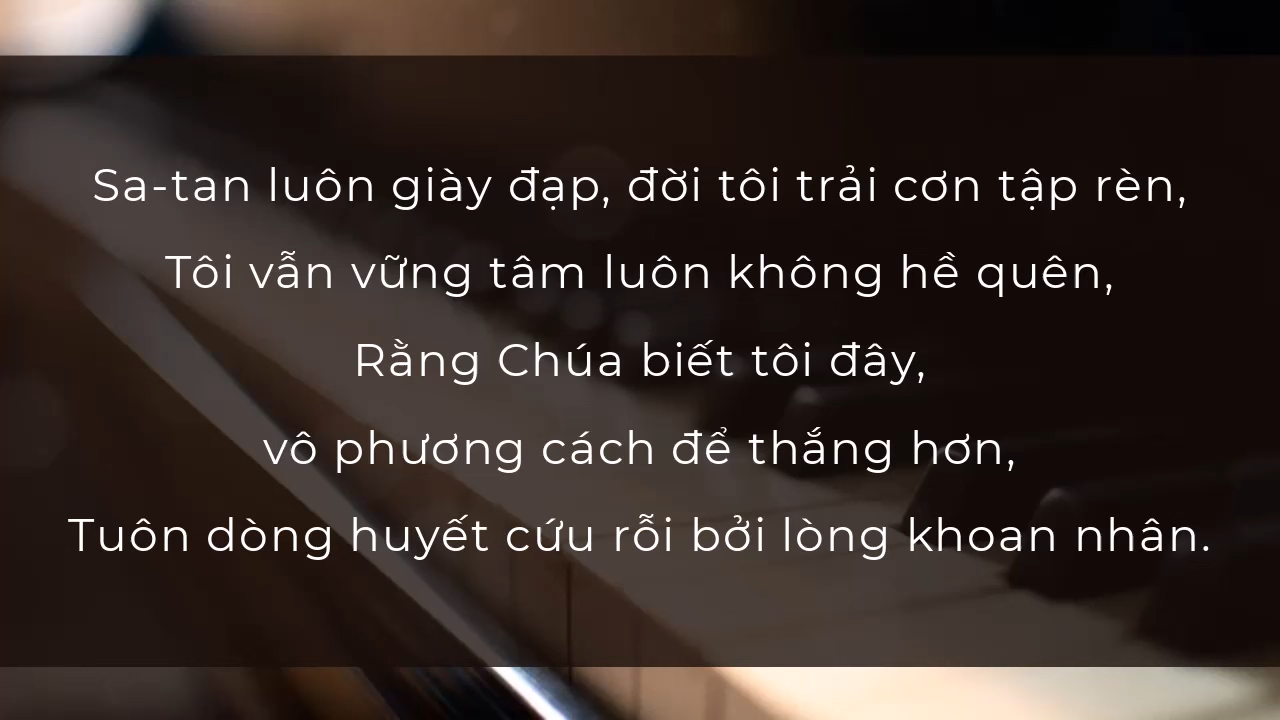 Sa-tan luôn giày đạp, đời tôi trải cơn tập rèn,
Tôi vẫn vững tâm luôn không hề quên,
Rằng Chúa biết tôi đây,
vô phương cách để thắng hơn,
Tuôn dòng huyết cứu rỗi bởi lòng khoan nhân.